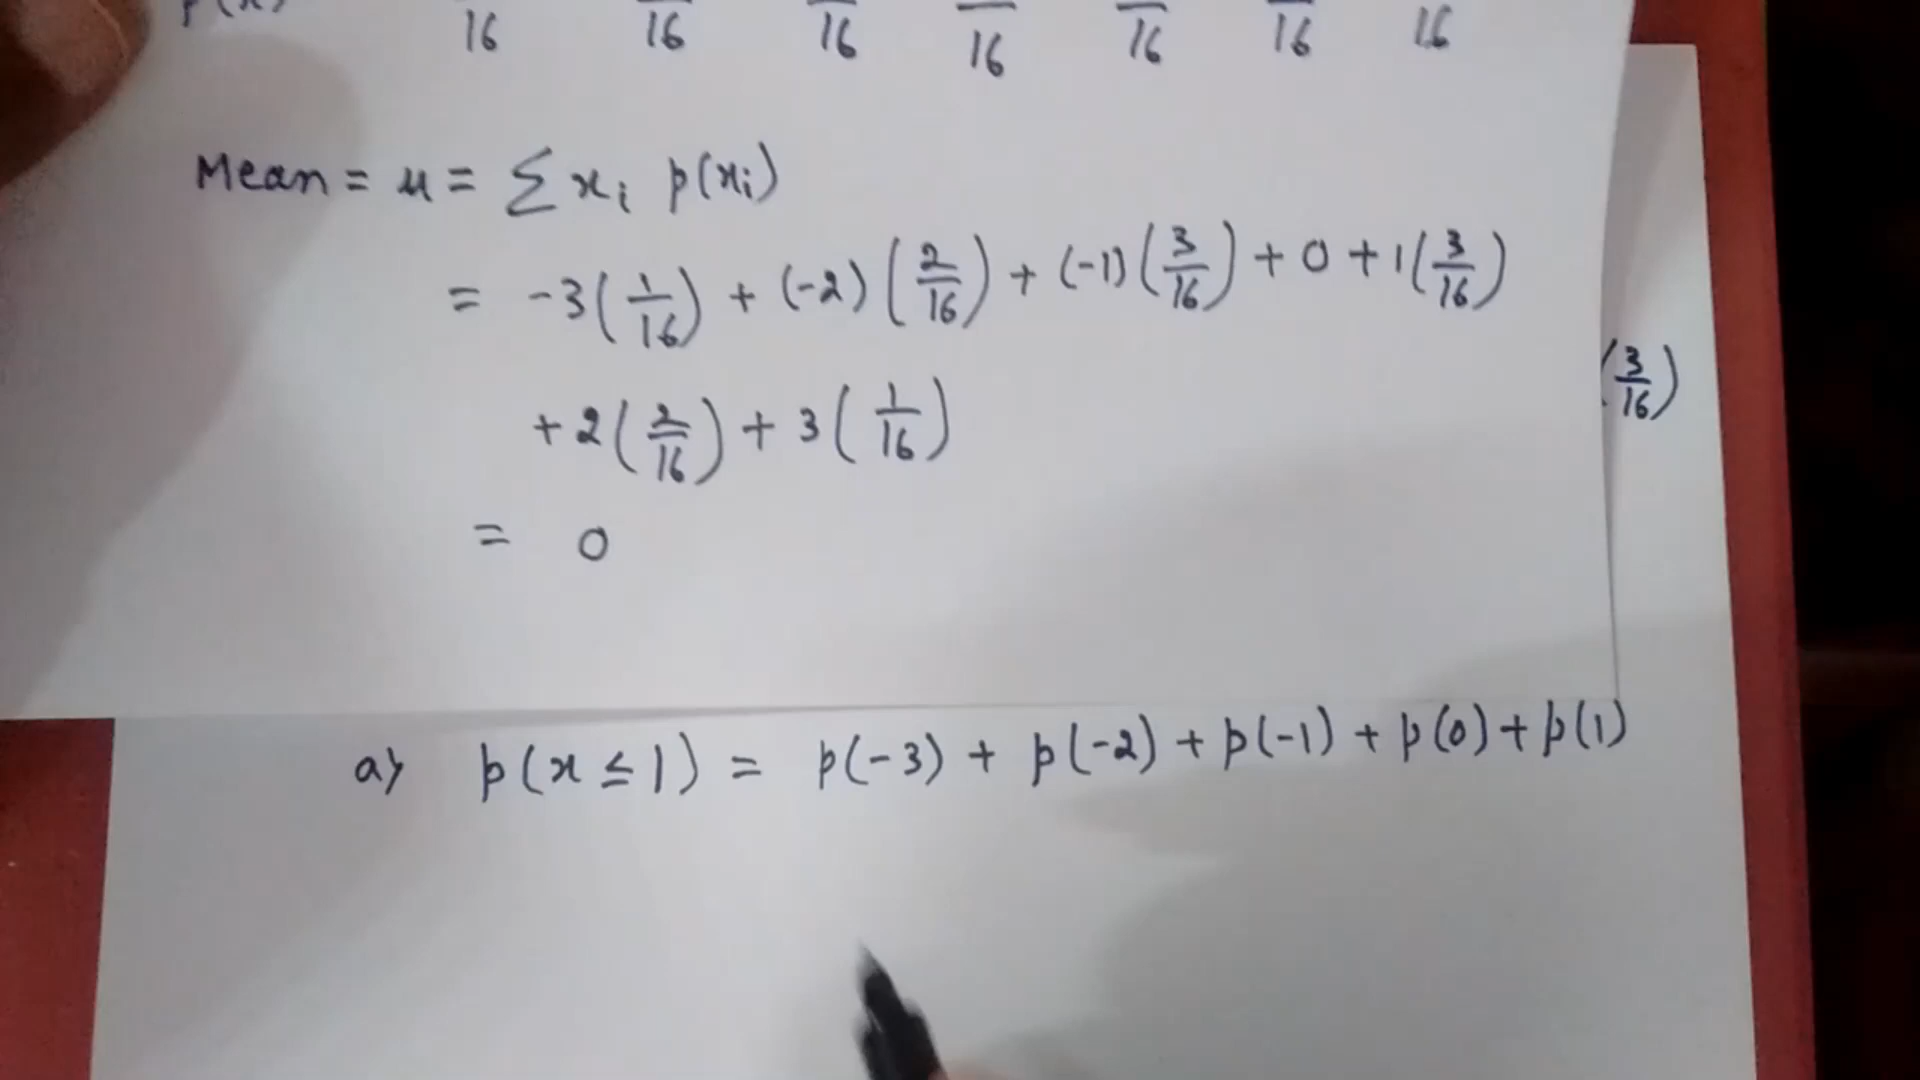 p(x) 16 16 16 16 16 16 16
Mean = μ = Σ xᵢ p(xᵢ)
= -3(1/16) + (-2)(2/16) + (-1)(3/16) + 0 + 1(3/16)
(3/16)
+ 2(2/16) + 3(1/16)
= 0
a) p(x ≤ 1) = p(-3) + p(-2) + p(-1) + p(0) + p(1)